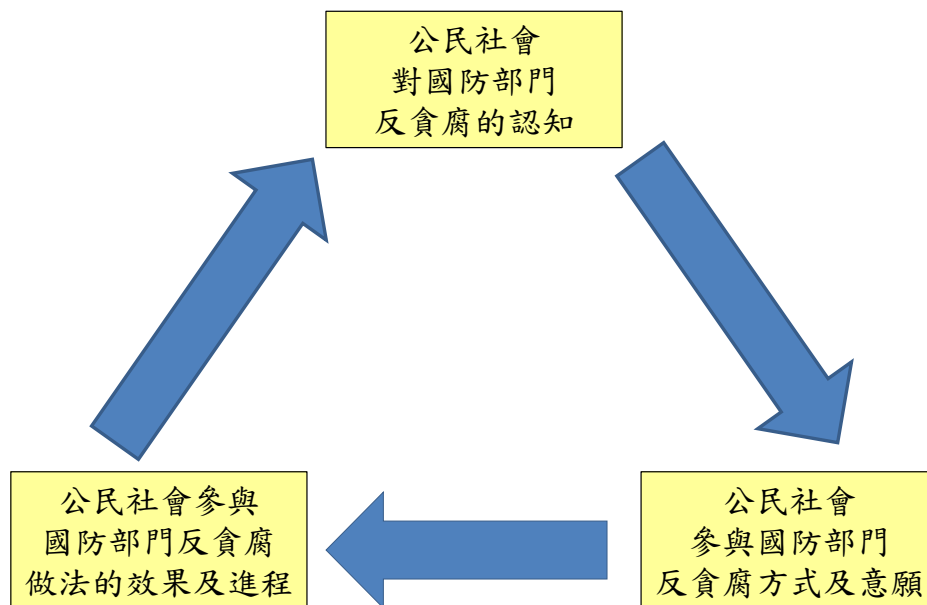 公民社會
對國防部門
反貪腐的認知
公民社會參與
國防部門反貪腐
做法的效果及進程
公民社會
參與國防部門
反貪腐方式及意願